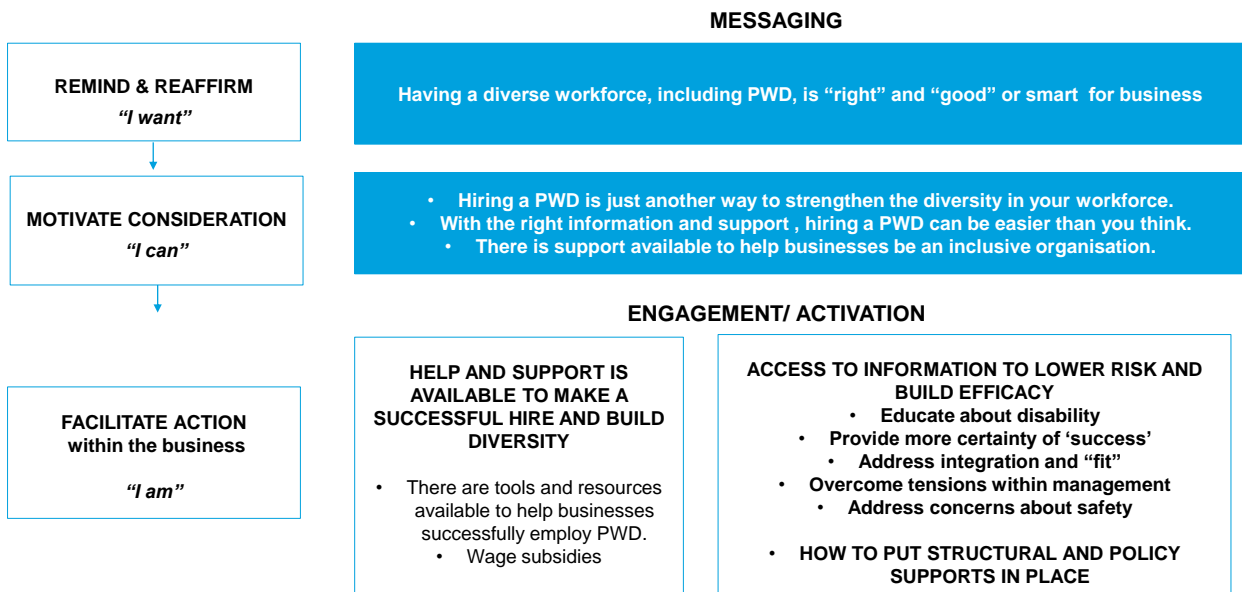 MESSAGING
REMIND & REAFFIRM
“I want”
Having a diverse workforce, including PWD, is “right” and “good” or smart for business
MOTIVATE CONSIDERATION
“I can”
• Hiring a PWD is just another way to strengthen the diversity in your workforce.
• With the right information and support , hiring a PWD can be easier than you think.
• There is support available to help businesses be an inclusive organisation.
ENGAGEMENT/ ACTIVATION
FACILITATE ACTION
within the business
“I am”
HELP AND SUPPORT IS
AVAILABLE TO MAKE A
SUCCESSFUL HIRE AND BUILD
DIVERSITY
• There are tools and resources
available to help businesses
successfully employ PWD.
• Wage subsidies
ACCESS TO INFORMATION TO LOWER RISK AND
BUILD EFFICACY
• Educate about disability
• Provide more certainty of ‘success’
• Address integration and “fit”
• Overcome tensions within management
• Address concerns about safety
• HOW TO PUT STRUCTURAL AND POLICY
SUPPORTS IN PLACE